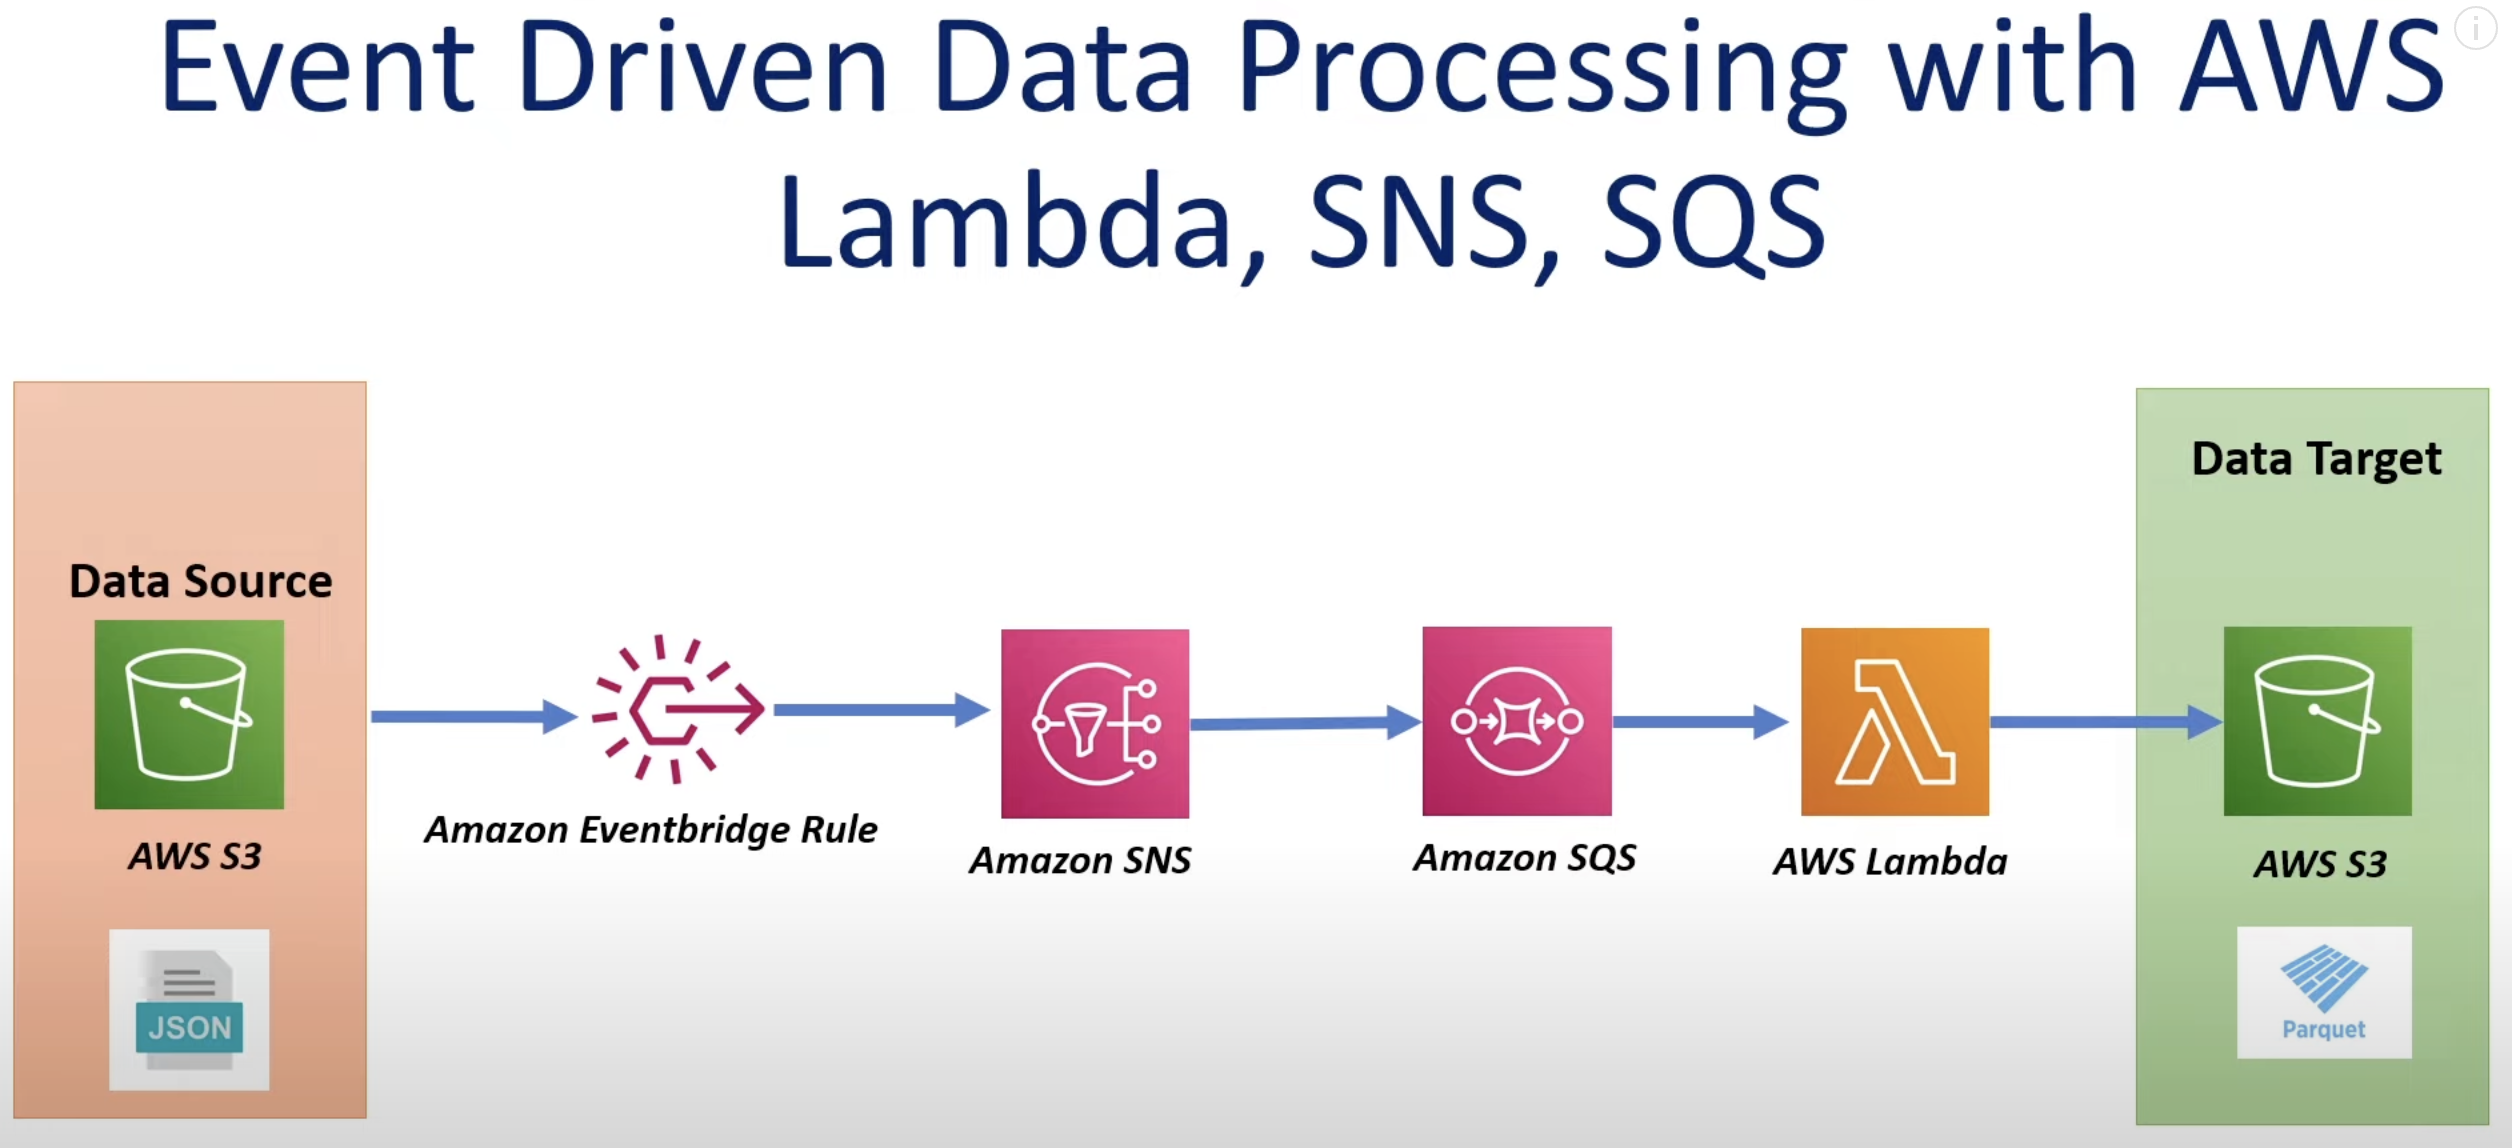 Event Driven Data Processing with AWS
Lambda, SNS, SQS
Data Source
AWS S3
JSON
Amazon Eventbridge Rule
Amazon SNS
Amazon SQS
AWS Lambda
Data Target
AWS S3
Parquet